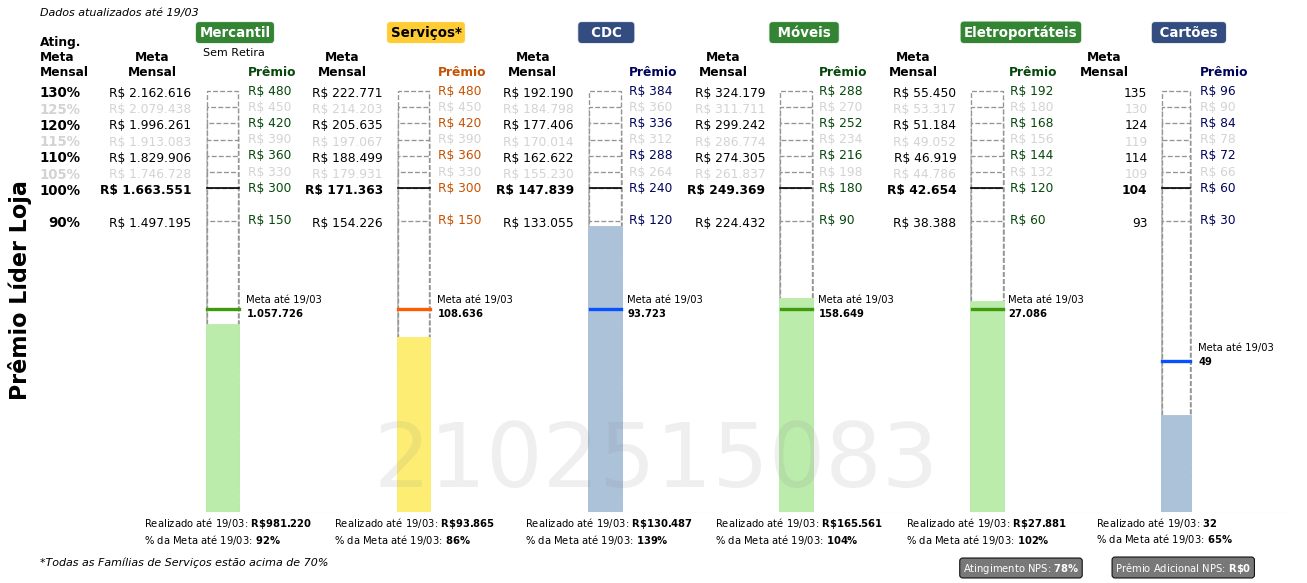 Dados atualizados até 19/03
Mercantil Serviços* CDC Móveis Eletroportáteis Cartões
Sem Retira
Ating. Meta Mensal Meta Mensal Prêmio Meta Mensal Prêmio Meta Mensal Prêmio Meta Mensal Prêmio Meta Mensal Prêmio Meta Mensal Prêmio
130% R$ 2.162.616 R$ 480 R$ 222.771 R$ 480 R$ 192.190 R$ 384 R$ 324.179 R$ 288 R$ 55.450 R$ 192 135 R$ 96
125% R$ 2.079.438 R$ 450 R$ 214.203 R$ 450 R$ 184.798 R$ 360 R$ 311.711 R$ 270 R$ 53.317 R$ 180 130 R$ 90
120% R$ 1.996.261 R$ 420 R$ 205.635 R$ 420 R$ 177.406 R$ 336 R$ 299.242 R$ 252 R$ 51.184 R$ 168 124 R$ 84
115% R$ 1.913.083 R$ 390 R$ 197.067 R$ 390 R$ 170.014 R$ 312 R$ 286.774 R$ 234 R$ 49.052 R$ 156 119 R$ 78
110% R$ 1.829.906 R$ 360 R$ 188.499 R$ 360 R$ 162.622 R$ 288 R$ 274.305 R$ 216 R$ 46.919 R$ 144 114 R$ 72
105% R$ 1.746.728 R$ 330 R$ 179.931 R$ 330 R$ 155.230 R$ 264 R$ 261.837 R$ 198 R$ 44.786 R$ 132 109 R$ 66
100% R$ 1.663.551 R$ 300 R$ 171.363 R$ 300 R$ 147.839 R$ 240 R$ 249.369 R$ 180 R$ 42.654 R$ 120 104 R$ 60
90% R$ 1.497.195 R$ 150 R$ 154.226 R$ 150 R$ 133.055 R$ 120 R$ 224.432 R$ 90 R$ 38.388 R$ 60 93 R$ 30
Prêmio Líder Loja
Meta até 19/03 Meta até 19/03 Meta até 19/03 Meta até 19/03 Meta até 19/03
1.057.726 108.636 93.723 158.649 27.086
Meta até 19/03
49
2102515083
Realizado até 19/03: R$981.220 Realizado até 19/03: R$93.865 Realizado até 19/03: R$130.487 Realizado até 19/03: R$165.561 Realizado até 19/03: R$27.881 Realizado até 19/03: 32
% da Meta até 19/03: 92% % da Meta até 19/03: 86% % da Meta até 19/03: 139% % da Meta até 19/03: 104% % da Meta até 19/03: 102% % da Meta até 19/03: 65%
*Todas as Famílias de Serviços estão acima de 70%
Atingimento NPS: 78% Prêmio Adicional NPS: R$0